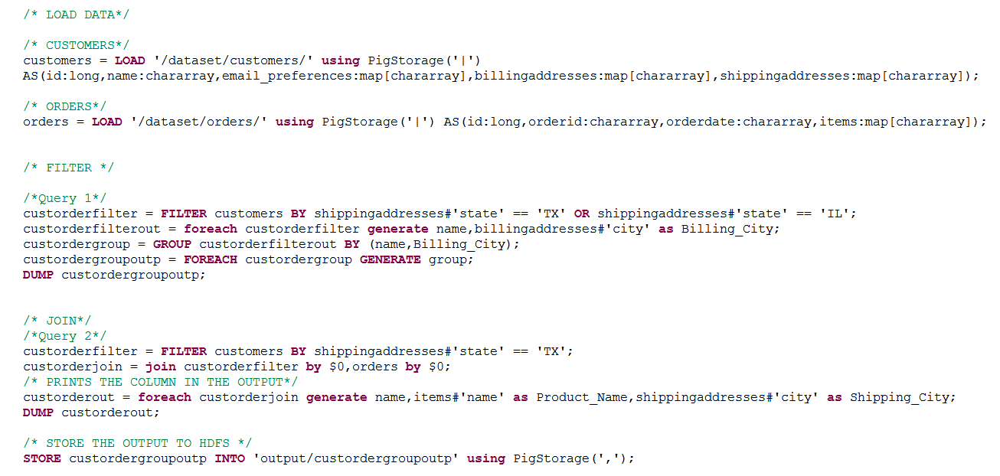 /* LOAD DATA*/
/* CUSTOMERS*/
customers = LOAD '/dataset/customers/' using PigStorage('|')
AS(id:long,name:chararray,email_preferences:map[chararray],billingaddresses:map[chararray],shippingaddresses:map[chararray]);
/* ORDERS*/
orders = LOAD '/dataset/orders/' using PigStorage('|') AS(id:long,orderid:chararray,orderdate:chararray,items:map[chararray]);
/* FILTER */
/*Query 1*/
custorderfilter = FILTER customers BY shippingaddresses#'state' == 'TX' OR shippingaddresses#'state' == 'IL';
custorderfilterout = foreach custorderfilter generate name,billingaddresses#'city' as Billing_City;
custordergroup = GROUP custorderfilterout BY (name,Billing_City);
custordergroupoutp = FOREACH custordergroup GENERATE group;
DUMP custordergroupoutp;
/* JOIN*/
/*Query 2*/
custorderfilter = FILTER customers BY shippingaddresses#'state' == 'TX';
custorderjoin = join custorderfilter by $0,orders by $0;
/* PRINTS THE COLUMN IN THE OUTPUT*/
custorderout = foreach custorderjoin generate name,items#'name' as Product_Name,shippingaddresses#'city' as Shipping_City;
DUMP custorderout;
/* STORE THE OUTPUT TO HDFS */
STORE custordergroupoutp INTO 'output/custordergroupoutp' using PigStorage(',');